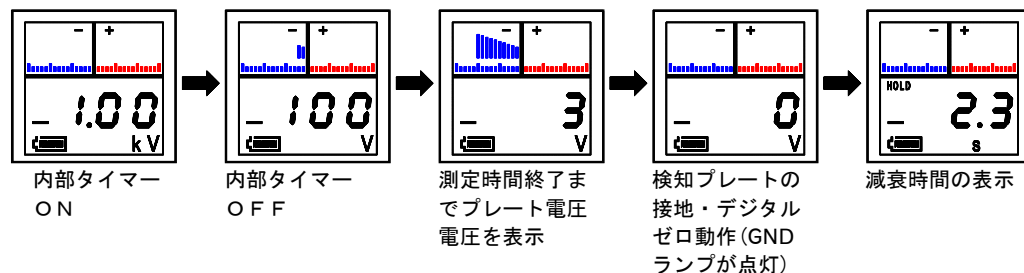 - +
- 1.00
kV
- +
- 100
V
- +
- 3
V
- +
- 0
V
- +
HOLD
- 2.3
s
内部タイマー
ON
内部タイマー
OFF
測定時間終了ま
でプレート電圧
電圧を表示
検知プレートの
接地・デジタル
ゼロ動作(GND
ランプが点灯)
減衰時間の表示